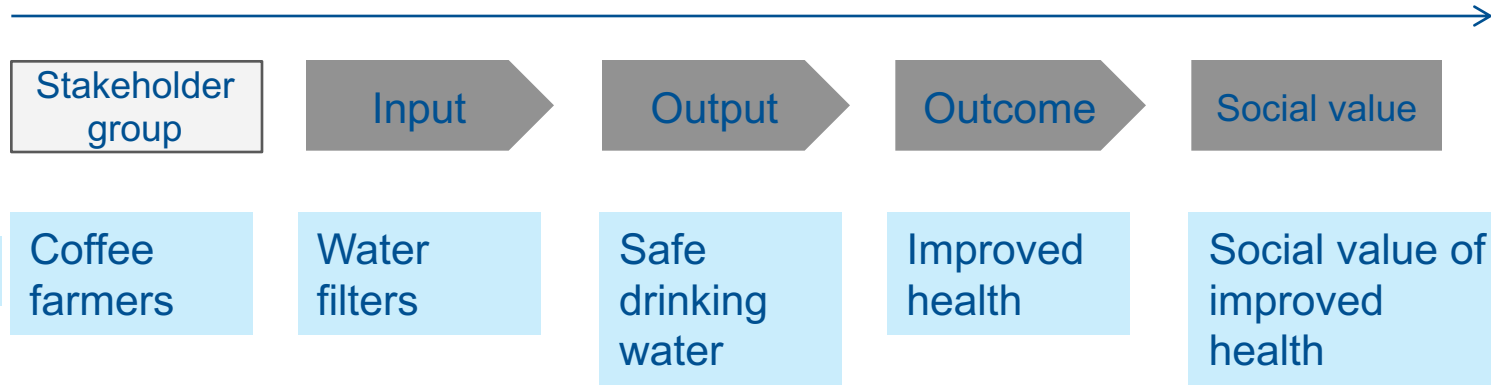 Stakeholder
group
Input
Output
Outcome
Social value
Coffee
farmers
Water
filters
Safe
drinking
water
Improved
health
Social value of
improved
health